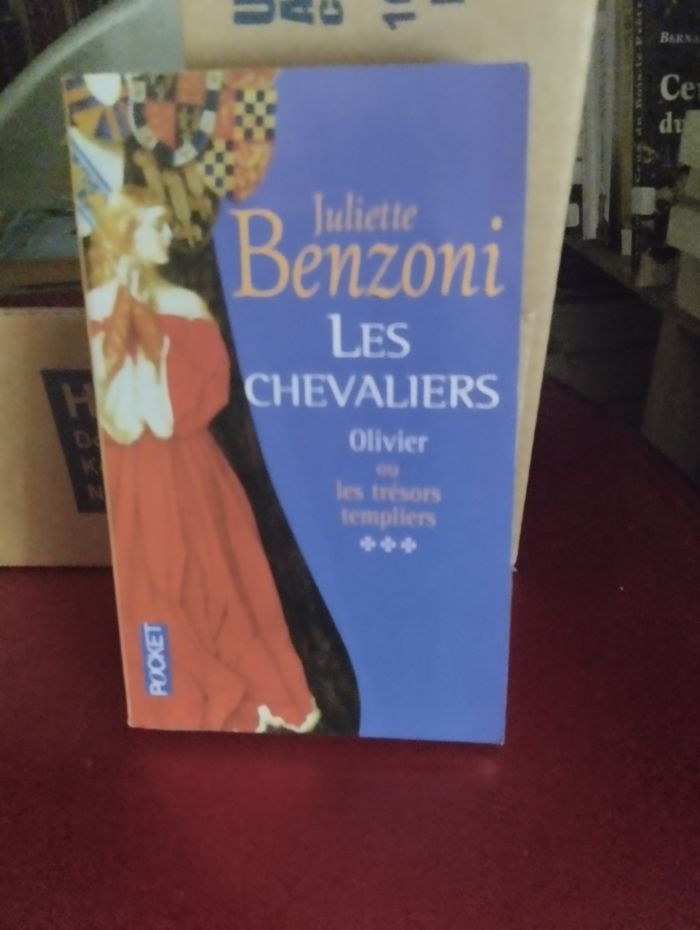 Juliette
Benzoni
LES
CHEVALIERS
Olivier
ou
les trésors
templiers
POCKET